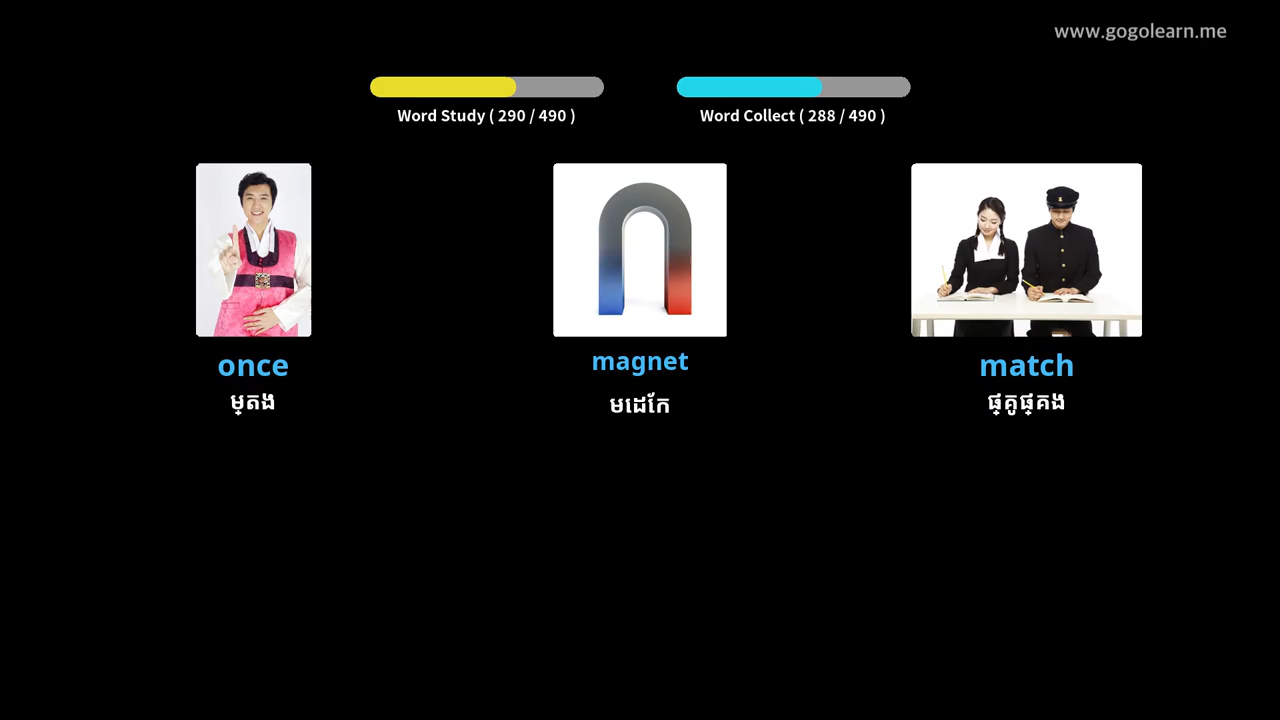 www.gogolearn.me
Word Study ( 290 / 490 )
Word Collect ( 288 / 490 )
once
ម្តង
magnet
មដេកែ
match
ផ្គូផ្គង